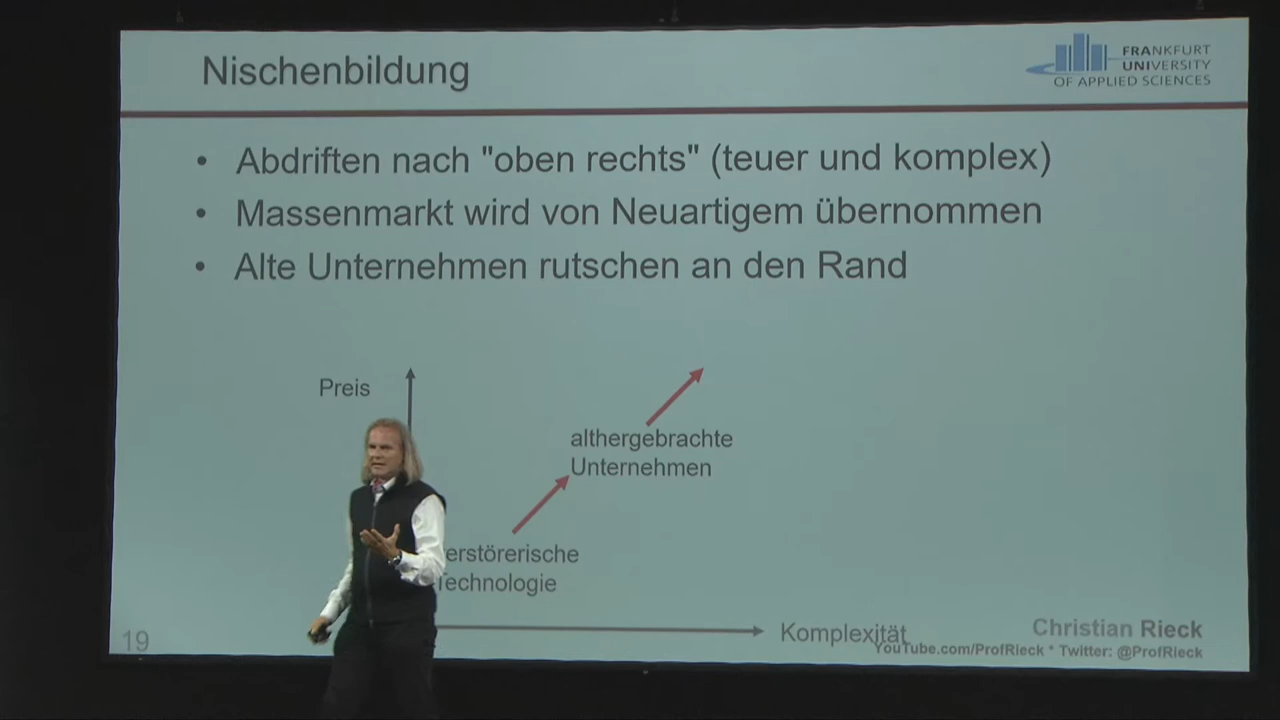 Nischenbildung
FRANKFURT
UNIVERSITY
OF APPLIED SCIENCES
• Abdriften nach "oben rechts" (teuer und komplex)
• Massenmarkt wird von Neuartigem übernommen
• Alte Unternehmen rutschen an den Rand
Preis
althergebrachte
Unternehmen
erstörerische
Technologie
Komplexität
19
Christian Rieck
YouTube.com/ProfRieck * Twitter: @ProfRieck